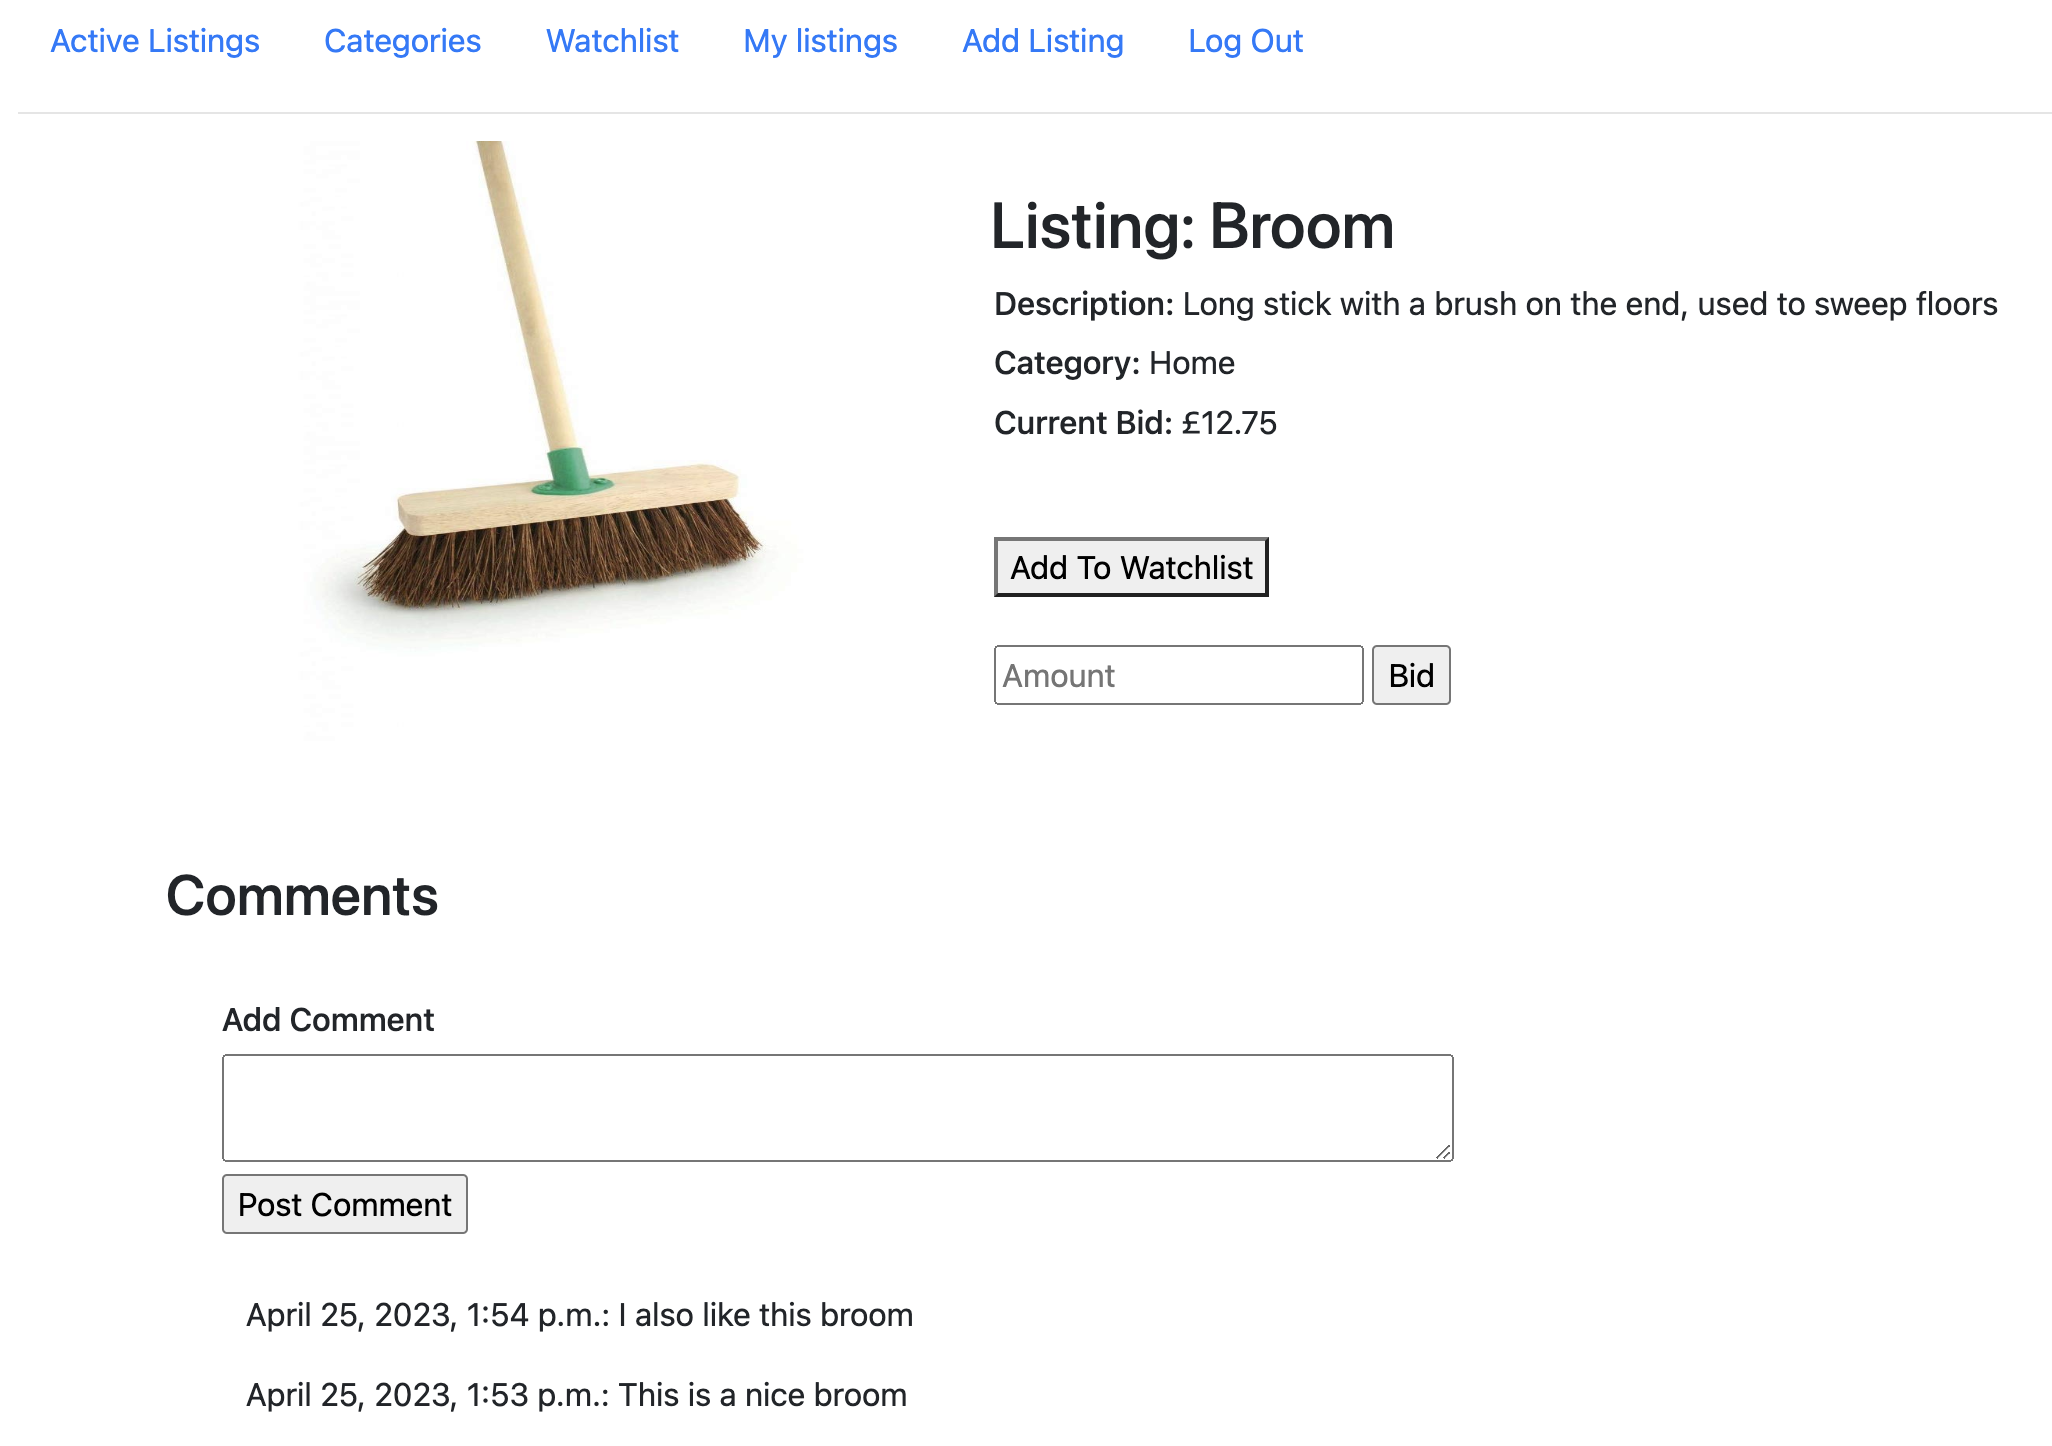 Active Listings Categories Watchlist My listings Add Listing Log Out
Listing: Broom
Description: Long stick with a brush on the end, used to sweep floors
Category: Home
Current Bid: £12.75
Add To Watchlist
Amount Bid
Comments
Add Comment
Post Comment
April 25, 2023, 1:54 p.m.: I also like this broom
April 25, 2023, 1:53 p.m.: This is a nice broom